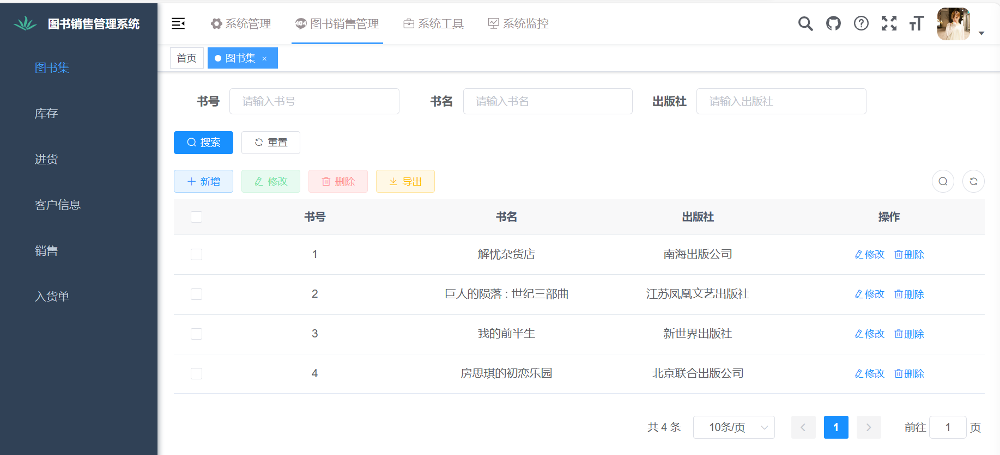 图书销售管理系统
系统管理
404 图书销售管理
系统工具
系统监控
首页
图书集 ×
图书集
库存
进货
客户信息
销售
入货单
书号 请输入书号
书名 请输入书名
出版社 请输入出版社
搜索 重置
新增 修改 删除 导出
书号 书名 出版社 操作
1 解忧杂货店 南海出版公司 修改 删除
2 巨人的陨落 : 世纪三部曲 江苏凤凰文艺出版社 修改 删除
3 我的前半生 新世界出版社 修改 删除
4 房思琪的初恋乐园 北京联合出版公司 修改 删除
共 4 条 10条/页 1 前往 1 页